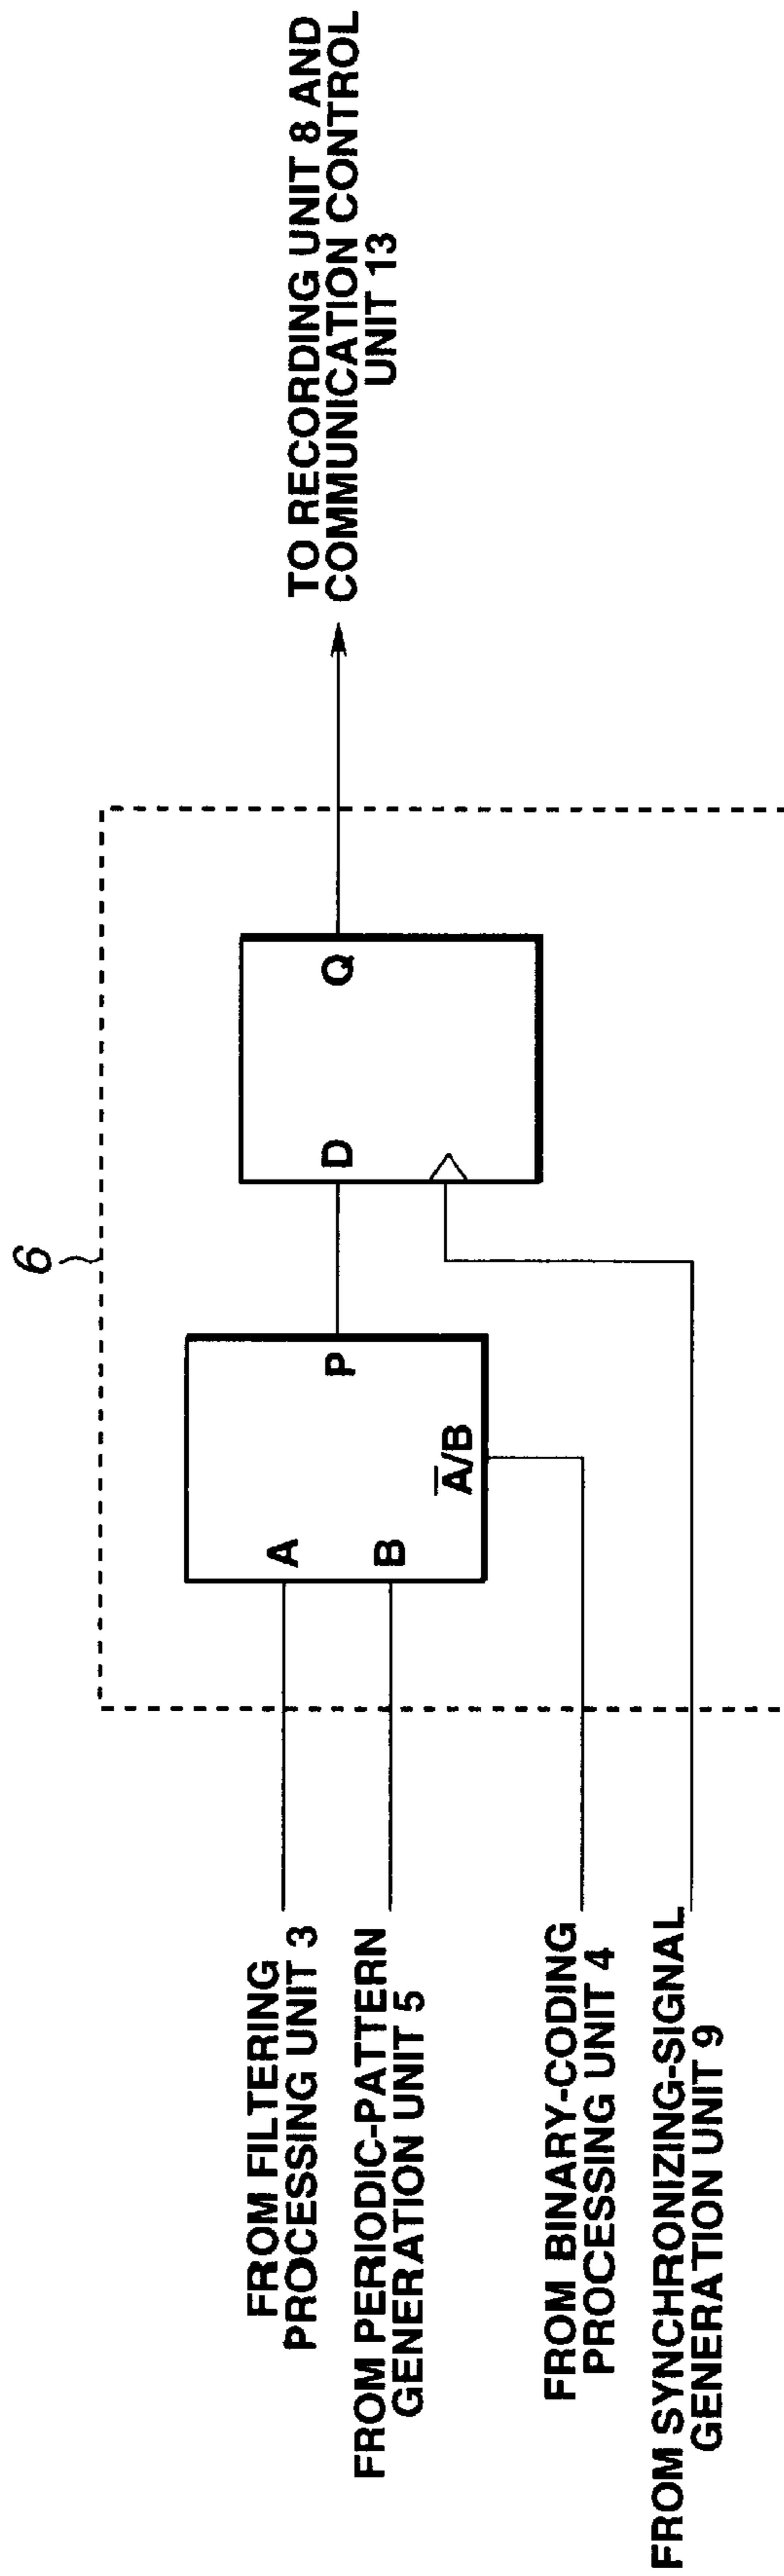 6
FROM FILTERING
PROCESSING UNIT 3
FROM PERIODIC-PATTERN
GENERATION UNIT 5
FROM BINARY-CODING
PROCESSING UNIT 4
FROM SYNCHRONIZING-SIGNAL
GENERATION UNIT 9
A
B
A̅/B
P
D
Q
TO RECORDING UNIT 8 AND
COMMUNICATION CONTROL
UNIT 13